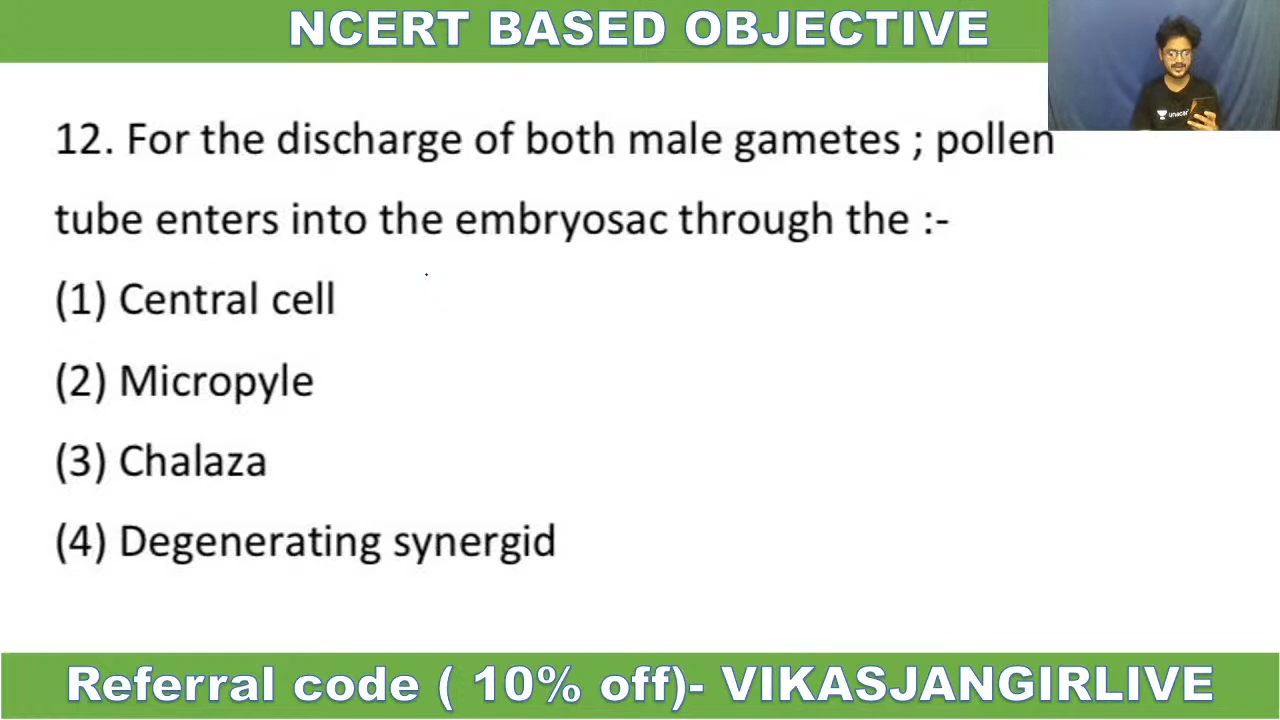 NCERT BASED OBJECTIVE
12. For the discharge of both male gametes ; pollen
tube enters into the embryosac through the :-
(1) Central cell
(2) Micropyle
(3) Chalaza
(4) Degenerating synergid
Referral code ( 10% off)- VIKASJANGIRLIVE